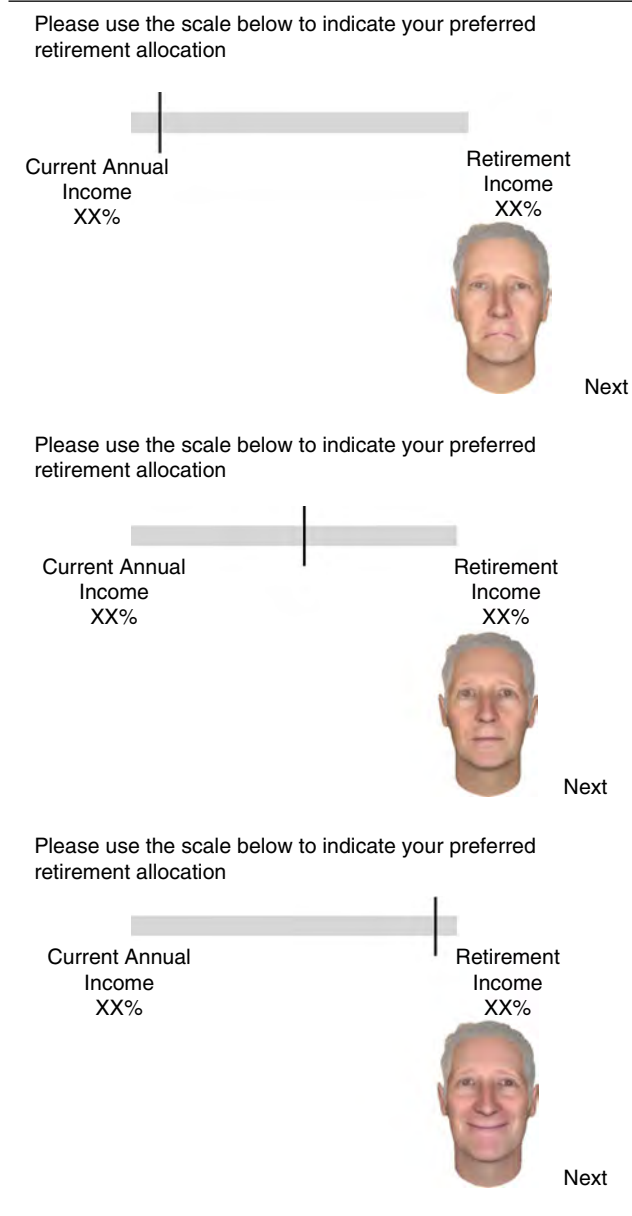 Please use the scale below to indicate your preferred
retirement allocation
Current Annual
Income
XX%
Retirement
Income
XX%
Next
Please use the scale below to indicate your preferred
retirement allocation
Current Annual
Income
XX%
Retirement
Income
XX%
Next
Please use the scale below to indicate your preferred
retirement allocation
Current Annual
Income
XX%
Retirement
Income
XX%
Next